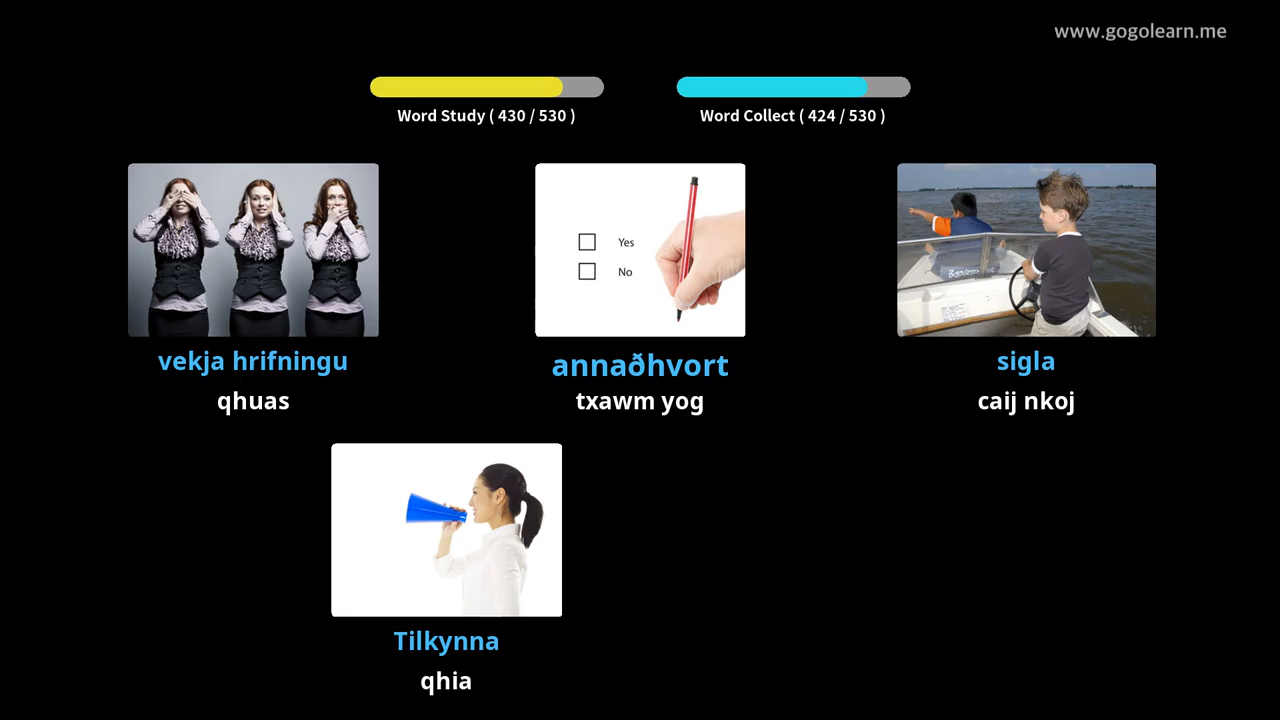 www.gogolearn.me
Word Study ( 430 / 530 )
Word Collect ( 424 / 530 )
Yes
No
vekja hrifningu
qhuas
annaðhvort
txawm yog
sigla
caij nkoj
Tilkynna
qhia